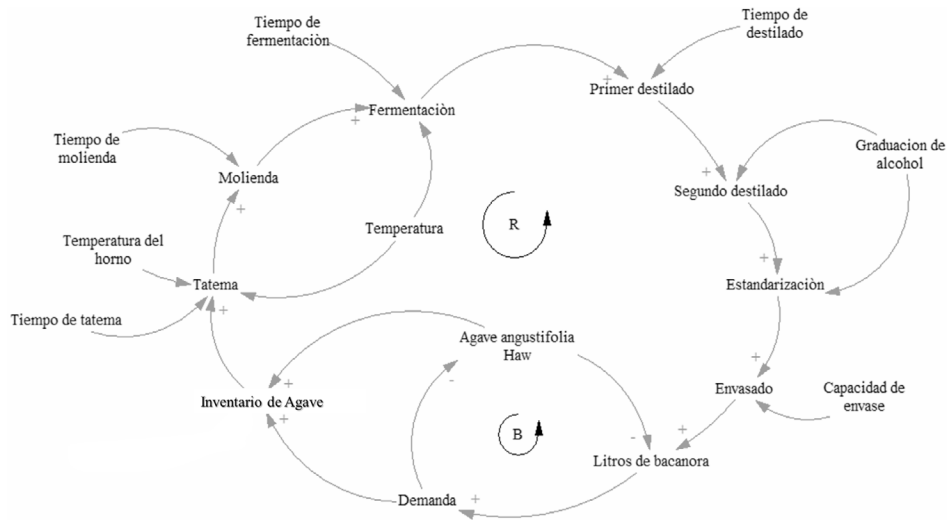 Tiempo de
fermentaciòn
Tiempo de
destilado
+
Primer destilado
Fermentaciòn
+
Tiempo de
molienda
Graduacion de
alcohol
Molienda
+
Segundo destilado
+
R
Temperatura
Temperatura del
horno
+
Tatema
Estandarizaciòn
+
Tiempo de tatema
Agave angustifolia
Haw
+
-
+
Inventario de Agave
+
Envasado
Capacidad de
envase
B
-
+
Litros de bacanora
Demanda
+